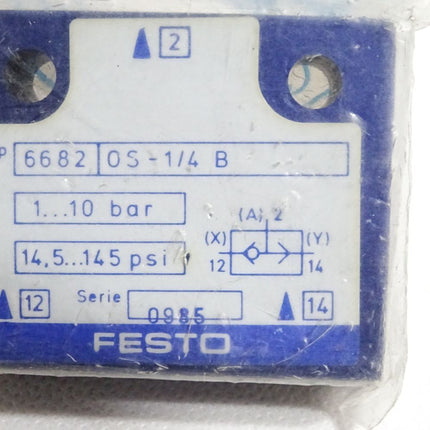 2
P 6682 OS-1/4 B
1...10 bar
(A) 2
(X) (Y)
14,5...145 psi
12 14
12 Serie 0985 14
FESTO